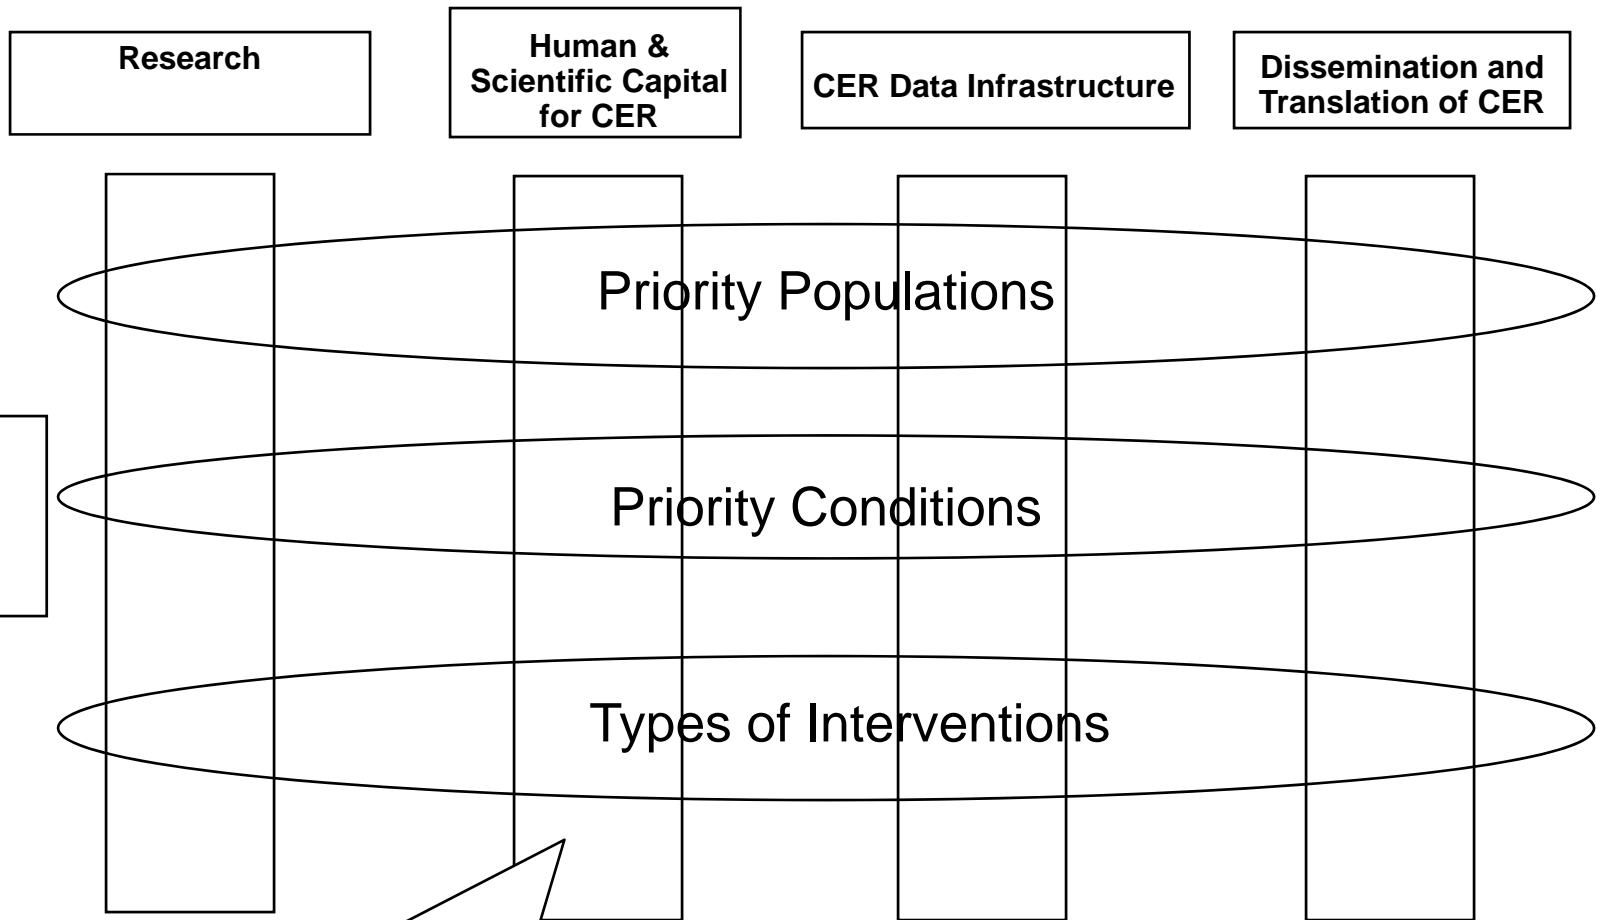 Research
Human &
Scientific Capital
for CER
CER Data Infrastructure
Dissemination and
Translation of CER
Priority Populations
Priority Conditions
Types of Interventions